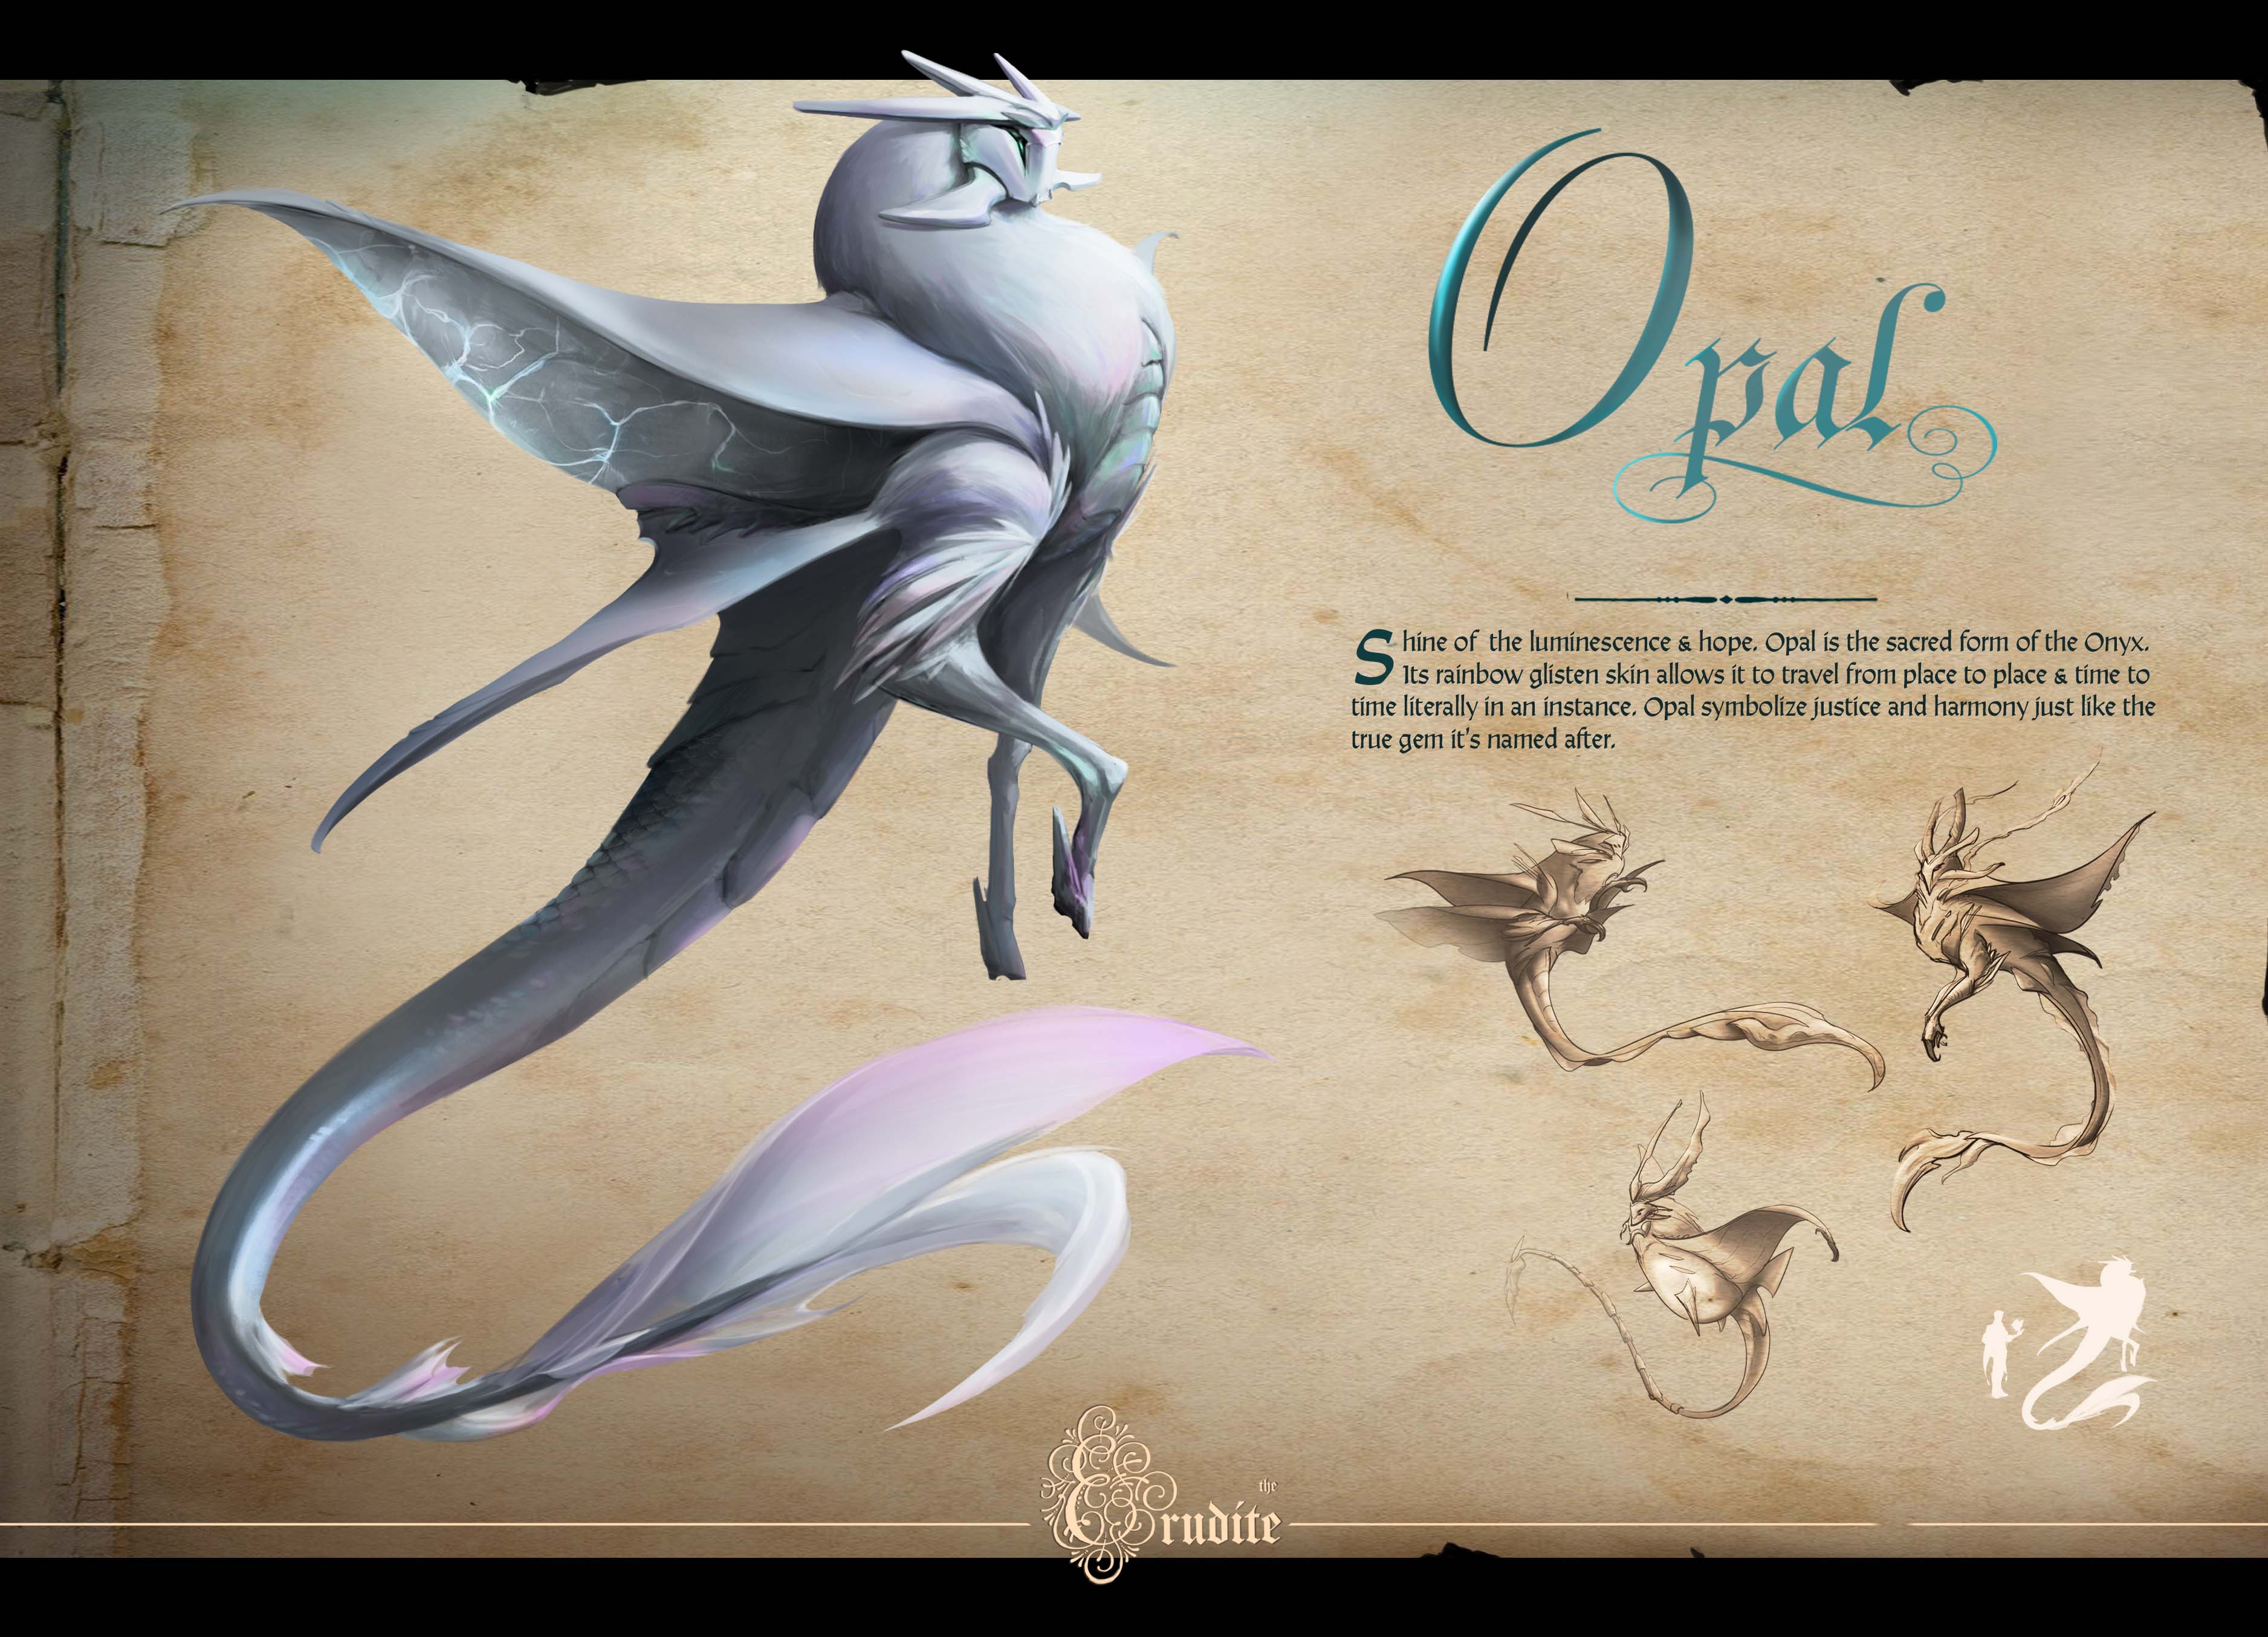 Opal
Shine of the luminescence & hope. Opal is the sacred form of the Onyx.
Its rainbow glisten skin allows it to travel from place to place & time to
time literally in an instance. Opal symbolize justice and harmony just like the
true gem it's named after.
the
Erudite